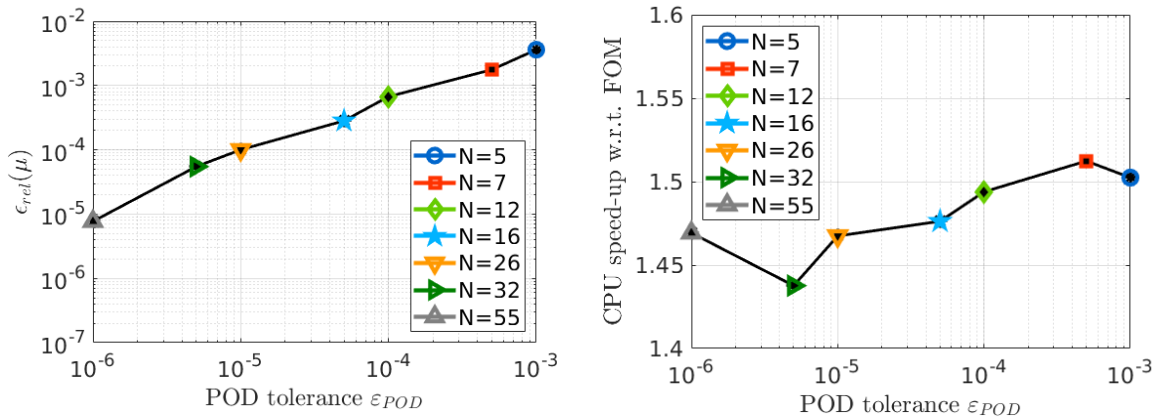 10^-2
10^-3
10^-4
10^-5
10^-6
10^-7
ϵ_rel(μ)
N=5
N=7
N=12
N=16
N=26
N=32
N=55
10^-6
10^-5
10^-4
10^-3
POD tolerance ε_POD
1.6
1.55
1.5
1.45
1.4
CPU speed-up w.r.t. FOM
N=5
N=7
N=12
N=16
N=26
N=32
N=55
10^-6
10^-5
10^-4
10^-3
POD tolerance ε_POD